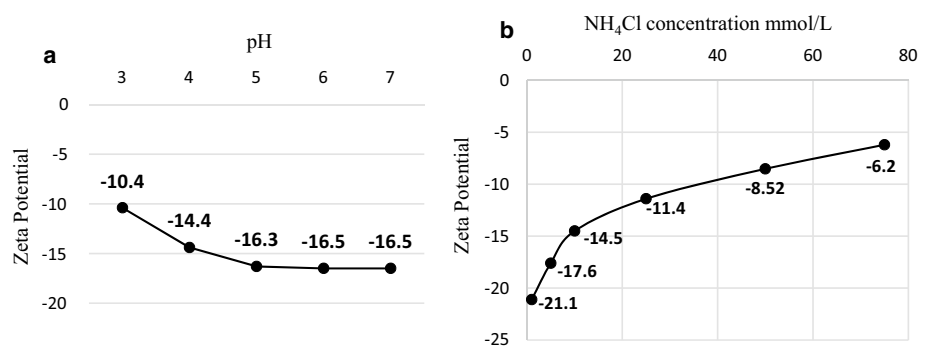 a
pH
3 4 5 6 7
0
-5
-10
-15
-20
Zeta Potential
-10.4
-14.4
-16.3
-16.5
-16.5
b
NH₄Cl concentration mmol/L
0 20 40 60 80
0
-5
-10
-15
-20
-25
Zeta Potential
-21.1
-17.6
-14.5
-11.4
-8.52
-6.2